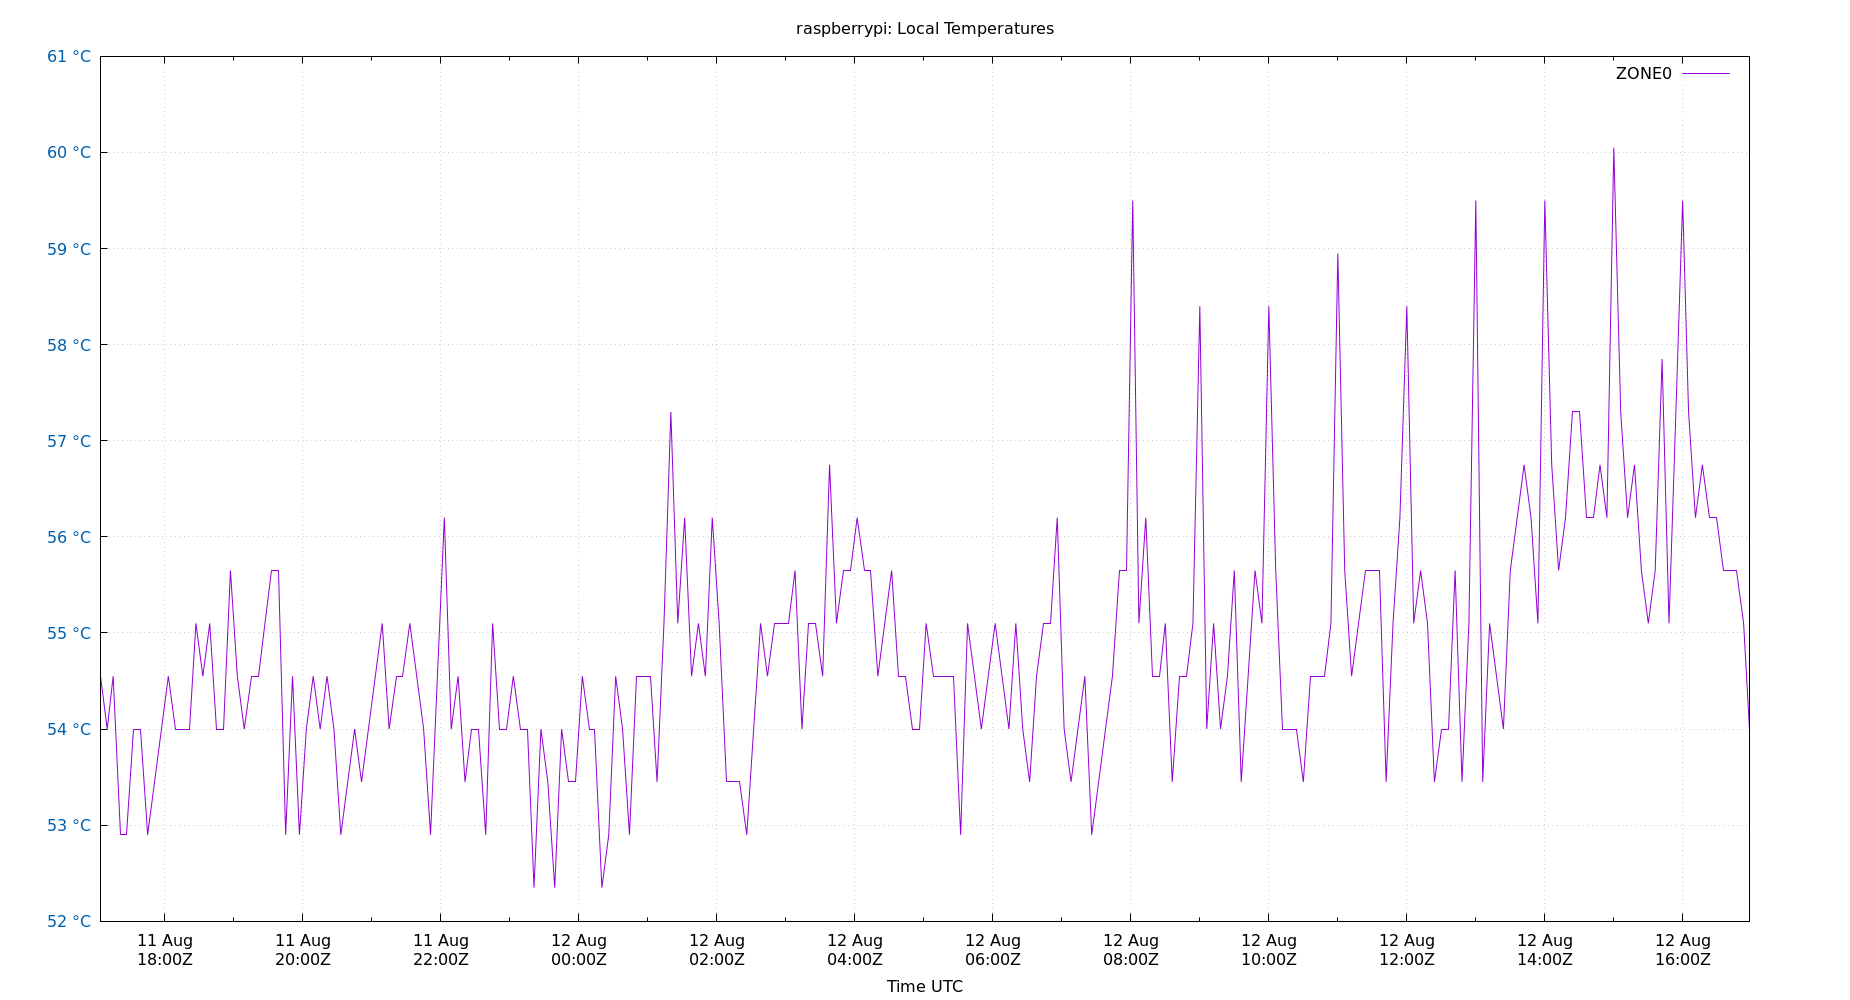 raspberrypi: Local Temperatures
61 °C
ZONE0
60 °C
59 °C
58 °C
57 °C
56 °C
55 °C
54 °C
53 °C
52 °C
11 Aug 11 Aug 11 Aug 12 Aug 12 Aug 12 Aug 12 Aug 12 Aug 12 Aug 12 Aug 12 Aug 12 Aug
18:00Z 20:00Z 22:00Z 00:00Z 02:00Z 04:00Z 06:00Z 08:00Z 10:00Z 12:00Z 14:00Z 16:00Z
Time UTC